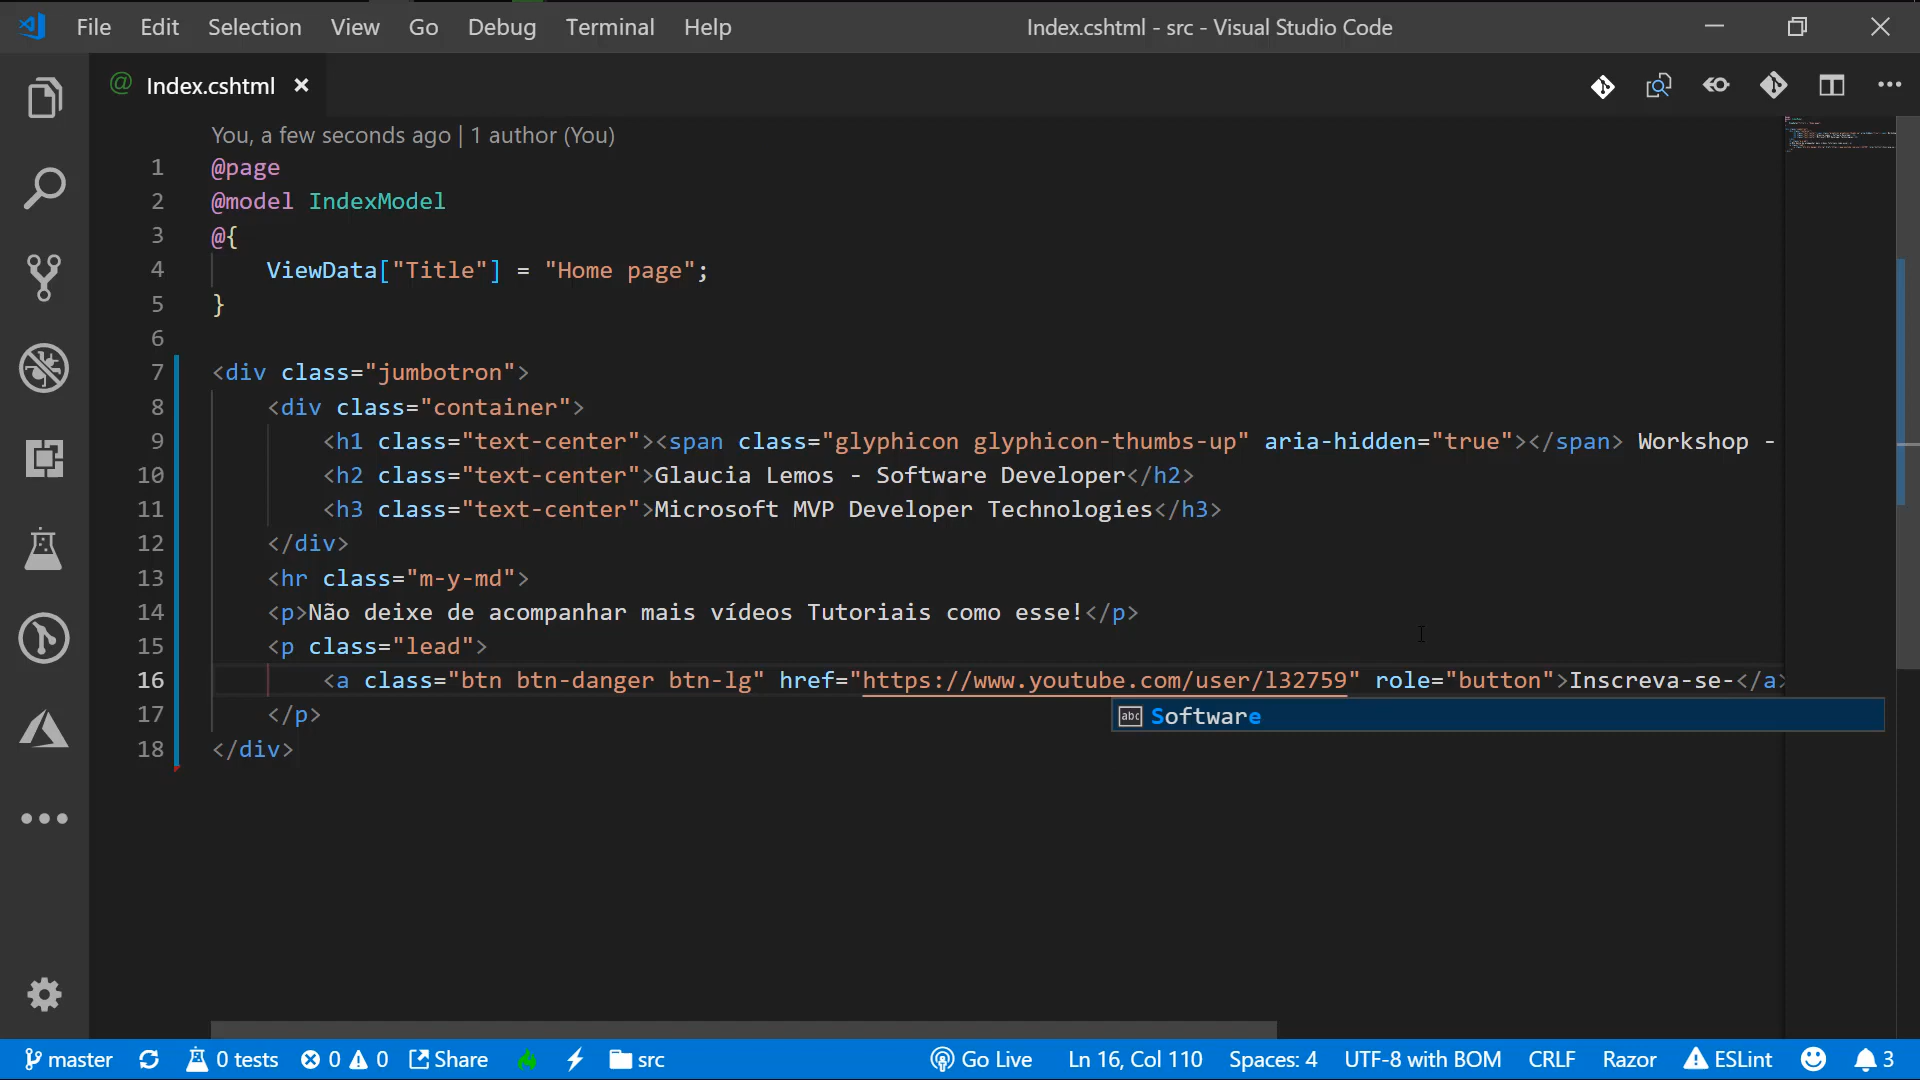 File Edit Selection View Go Debug Terminal Help Index.cshtml - src - Visual Studio Code
@ Index.cshtml ×
You, a few seconds ago | 1 author (You)
1 @page
2 @model IndexModel
3 @{
4 ViewData["Title"] = "Home page";
5 }
6
7 <div class="jumbotron">
8 <div class="container">
9 <h1 class="text-center"><span class="glyphicon glyphicon-thumbs-up" aria-hidden="true"></span> Workshop -
10 <h2 class="text-center">Glaucia Lemos - Software Developer</h2>
11 <h3 class="text-center">Microsoft MVP Developer Technologies</h3>
12 </div>
13 <hr class="m-y-md">
14 <p>Não deixe de acompanhar mais vídeos Tutoriais como esse!</p>
15 <p class="lead">
16 <a class="btn btn-danger btn-lg" href="https://www.youtube.com/user/l32759" role="button">Inscreva-se-</a>
abc Software
17 </p>
18 </div>
master 0 tests 0 0 Share src Go Live Ln 16, Col 110 Spaces: 4 UTF-8 with BOM CRLF Razor ESLint 3